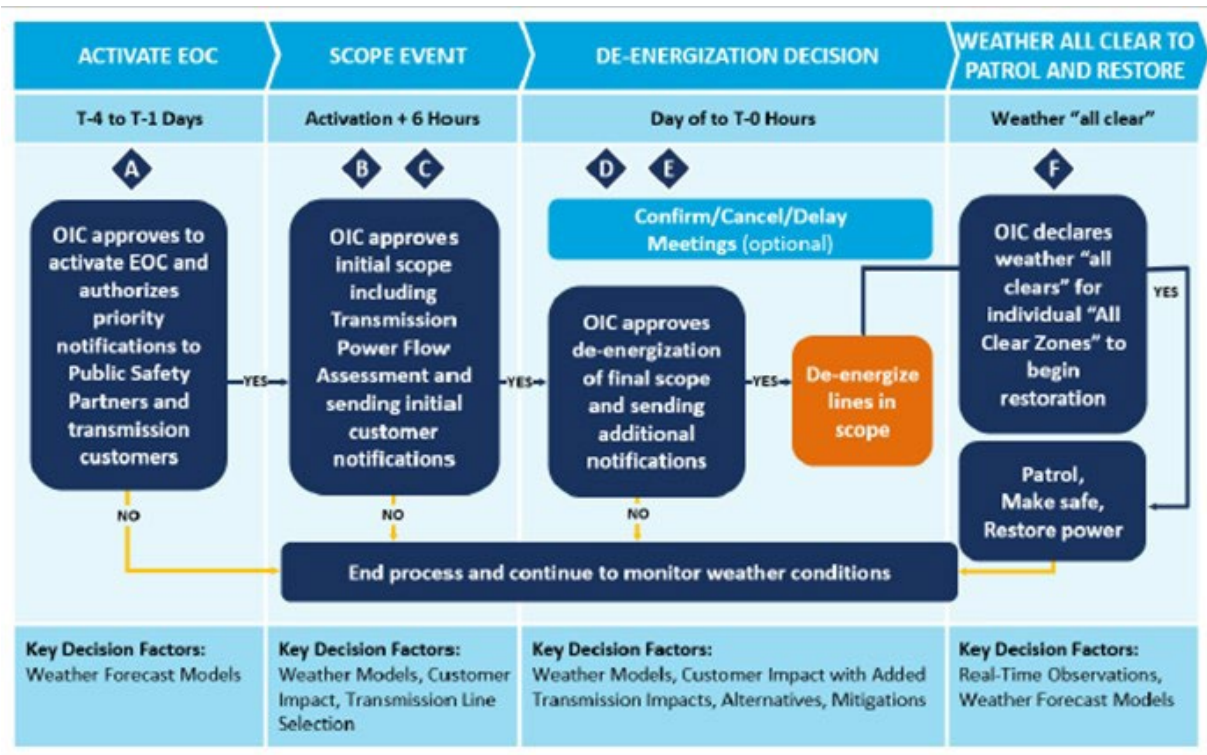 ACTIVATE EOC
SCOPE EVENT
DE-ENERGIZATION DECISION
WEATHER ALL CLEAR TO
PATROL AND RESTORE
T-4 to T-1 Days
Activation + 6 Hours
Day of to T-0 Hours
Weather “all clear”
A
B
C
D
E
F
OIC approves to
activate EOC and
authorizes
priority
notifications to
Public Safety
Partners and
transmission
customers
YES
NO
OIC approves
initial scope
including
Transmission
Power Flow
Assessment and
sending initial
customer
notifications
YES
NO
Confirm/Cancel/Delay
Meetings (optional)
OIC approves
de-energization
of final scope
and sending
additional
notifications
YES
NO
De-energize
lines in
scope
OIC declares
weather “all
clears” for
individual “All
Clear Zones” to
begin
restoration
YES
Patrol,
Make safe,
Restore power
End process and continue to monitor weather conditions
Key Decision Factors:
Weather Forecast Models
Key Decision Factors:
Weather Models, Customer
Impact, Transmission Line
Selection
Key Decision Factors:
Weather Models, Customer Impact with Added
Transmission Impacts, Alternatives, Mitigations
Key Decision Factors:
Real-Time Observations,
Weather Forecast Models